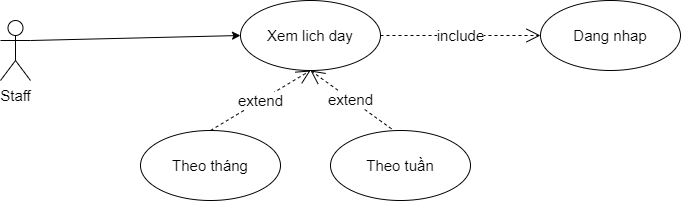 Xem lich day
include
Dang nhap
Staff
extend
extend
Theo tháng
Theo tuần